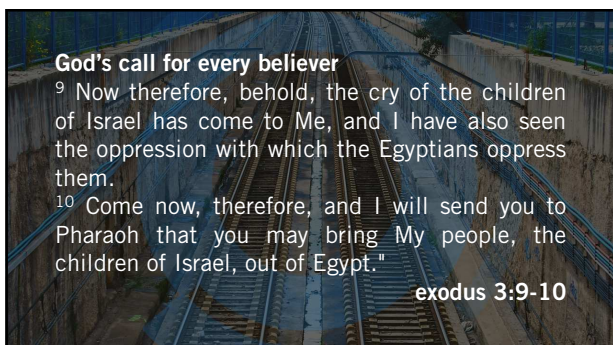 God's call for every believer
9 Now therefore, behold, the cry of the children
of Israel has come to Me, and I have also seen
the oppression with which the Egyptians oppress
them.
10 Come now, therefore, and I will send you to
Pharaoh that you may bring My people, the
children of Israel, out of Egypt."
exodus 3:9-10